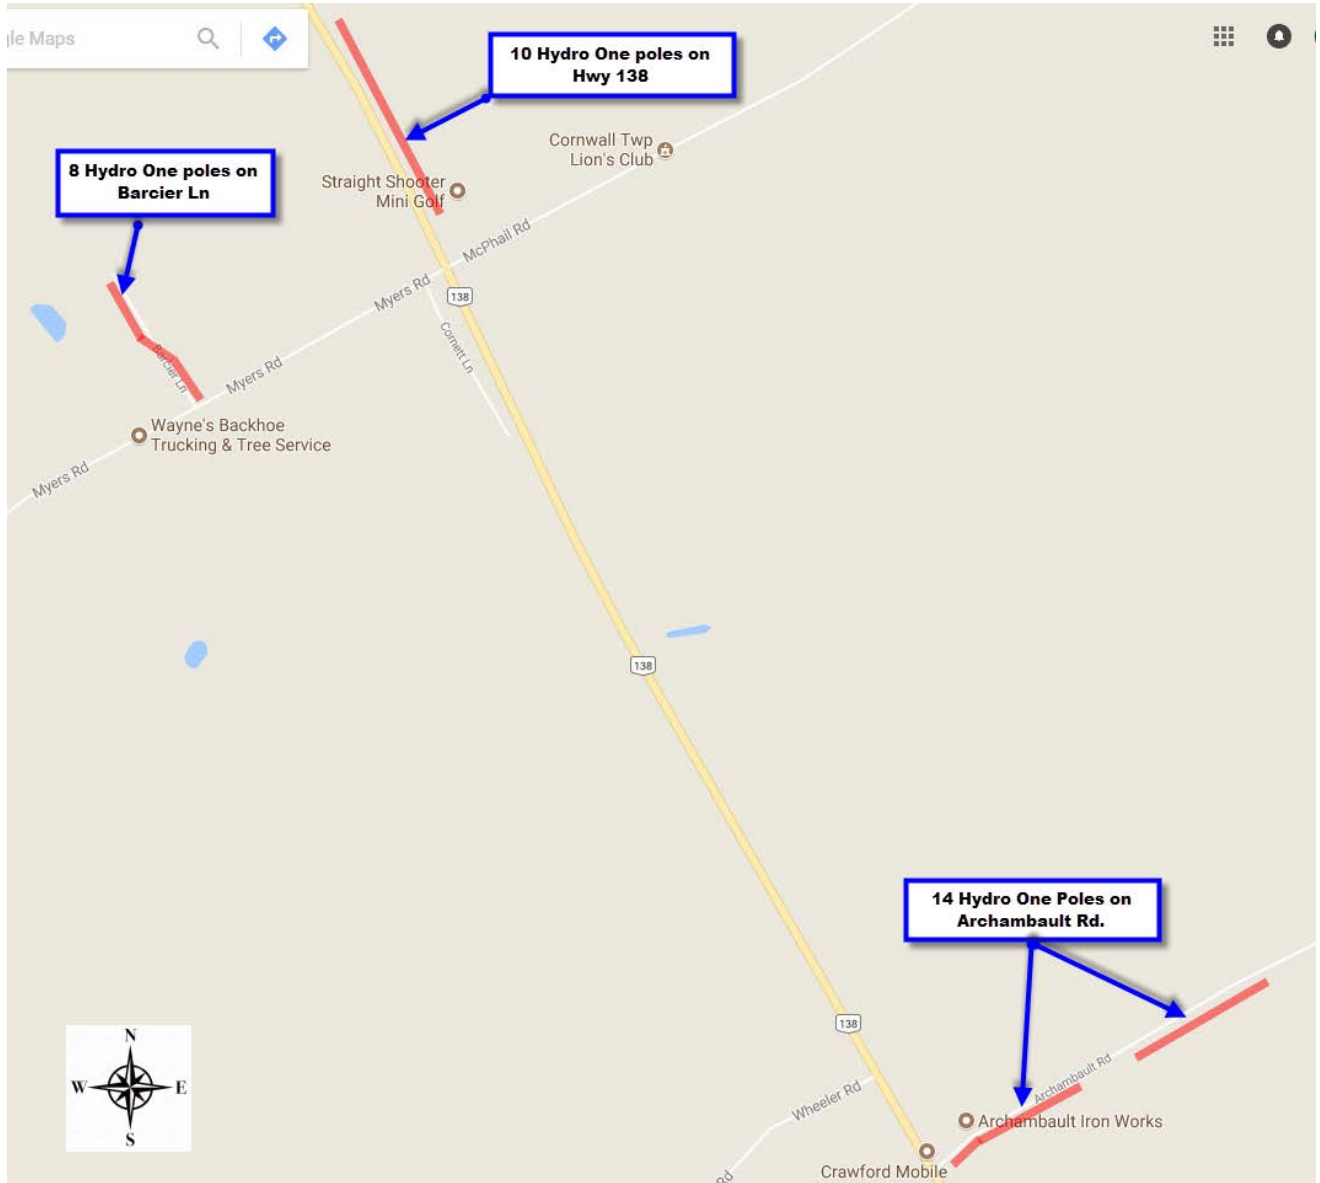 gle Maps
10 Hydro One poles on
Hwy 138
Cornwall Twp
Lion's Club
8 Hydro One poles on
Barcier Ln
Straight Shooter
Mini Golf
McPhail Rd
Myers Rd
138
Cornett Ln
Barcier Ln
Myers Rd
Wayne's Backhoe
Trucking & Tree Service
Myers Rd
138
14 Hydro One Poles on
Archambault Rd.
138
N
W E
S
Archambault Rd
Wheeler Rd
Archambault Iron Works
Crawford Mobile
Rd